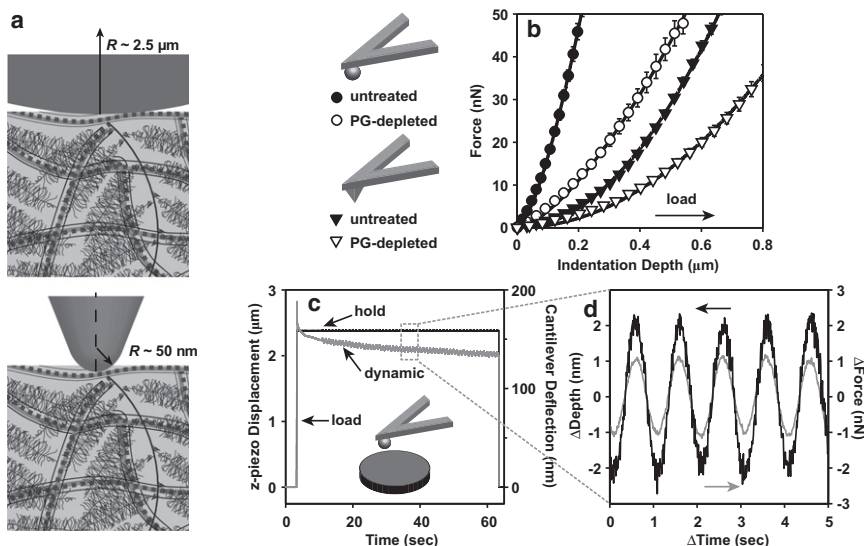 a
R ~ 2.5 µm
R ~ 50 nm
untreated
PG-depleted
untreated
PG-depleted
b
Force (nN)
50
40
30
20
10
0
load
0
0.2
0.4
0.6
0.8
Indentation Depth (µm)
c
z-piezo Displacement (µm)
3
2
1
0
hold
dynamic
load
200
100
0
Cantilever Deflection (nm)
0
20
40
60
Time (sec)
d
ΔDepth (nm)
2
1
0
-1
-2
3
2
1
0
-1
-2
-3
ΔForce (nN)
0
1
2
3
4
5
ΔTime (sec)